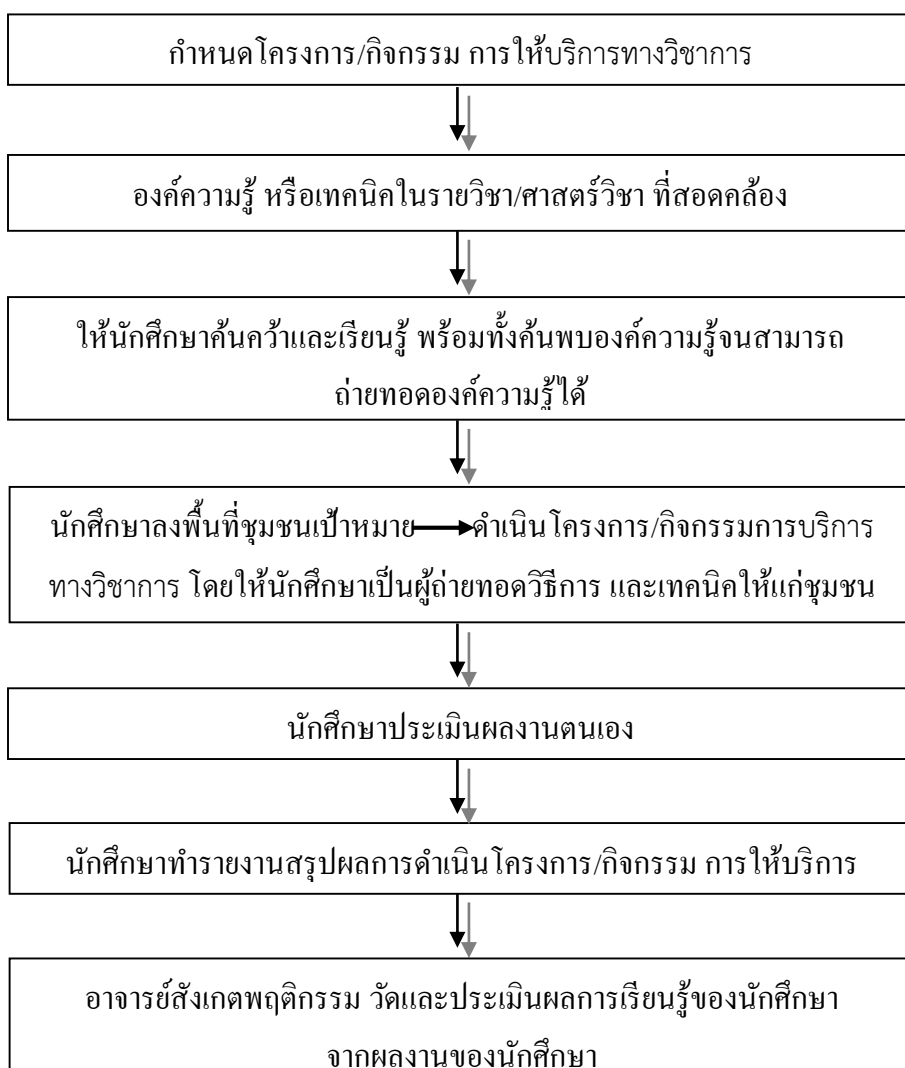 กำหนดโครงการ/กิจกรรม การให้บริการทางวิชาการ
องค์ความรู้ หรือเทคนิคในรายวิชา/ศาสตร์วิชา ที่สอดคล้อง
ให้นักศึกษาค้นคว้าและเรียนรู้ พร้อมทั้งค้นพบองค์ความรู้จนสามารถ
ถ่ายทอดองค์ความรู้ได้
นักศึกษาลงพื้นที่ชุมชนเป้าหมาย ดำเนินโครงการ/กิจกรรมการบริการ
ทางวิชาการ โดยให้นักศึกษาเป็นผู้ถ่ายทอดวิธีการ และเทคนิคให้แก่ชุมชน
นักศึกษาประเมินผลงานตนเอง
นักศึกษาทำรายงานสรุปผลการดำเนินโครงการ/กิจกรรม การให้บริการ
อาจารย์สังเกตพฤติกรรม วัดและประเมินผลการเรียนรู้ของนักศึกษา
จากผลงานของนักศึกษา